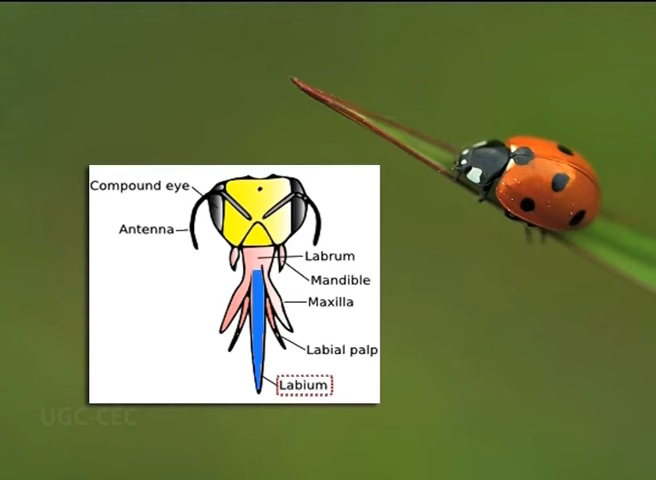 Compound eye
Antenna
Labrum
Mandible
Maxilla
Labial palp
Labium
UGC-CEC